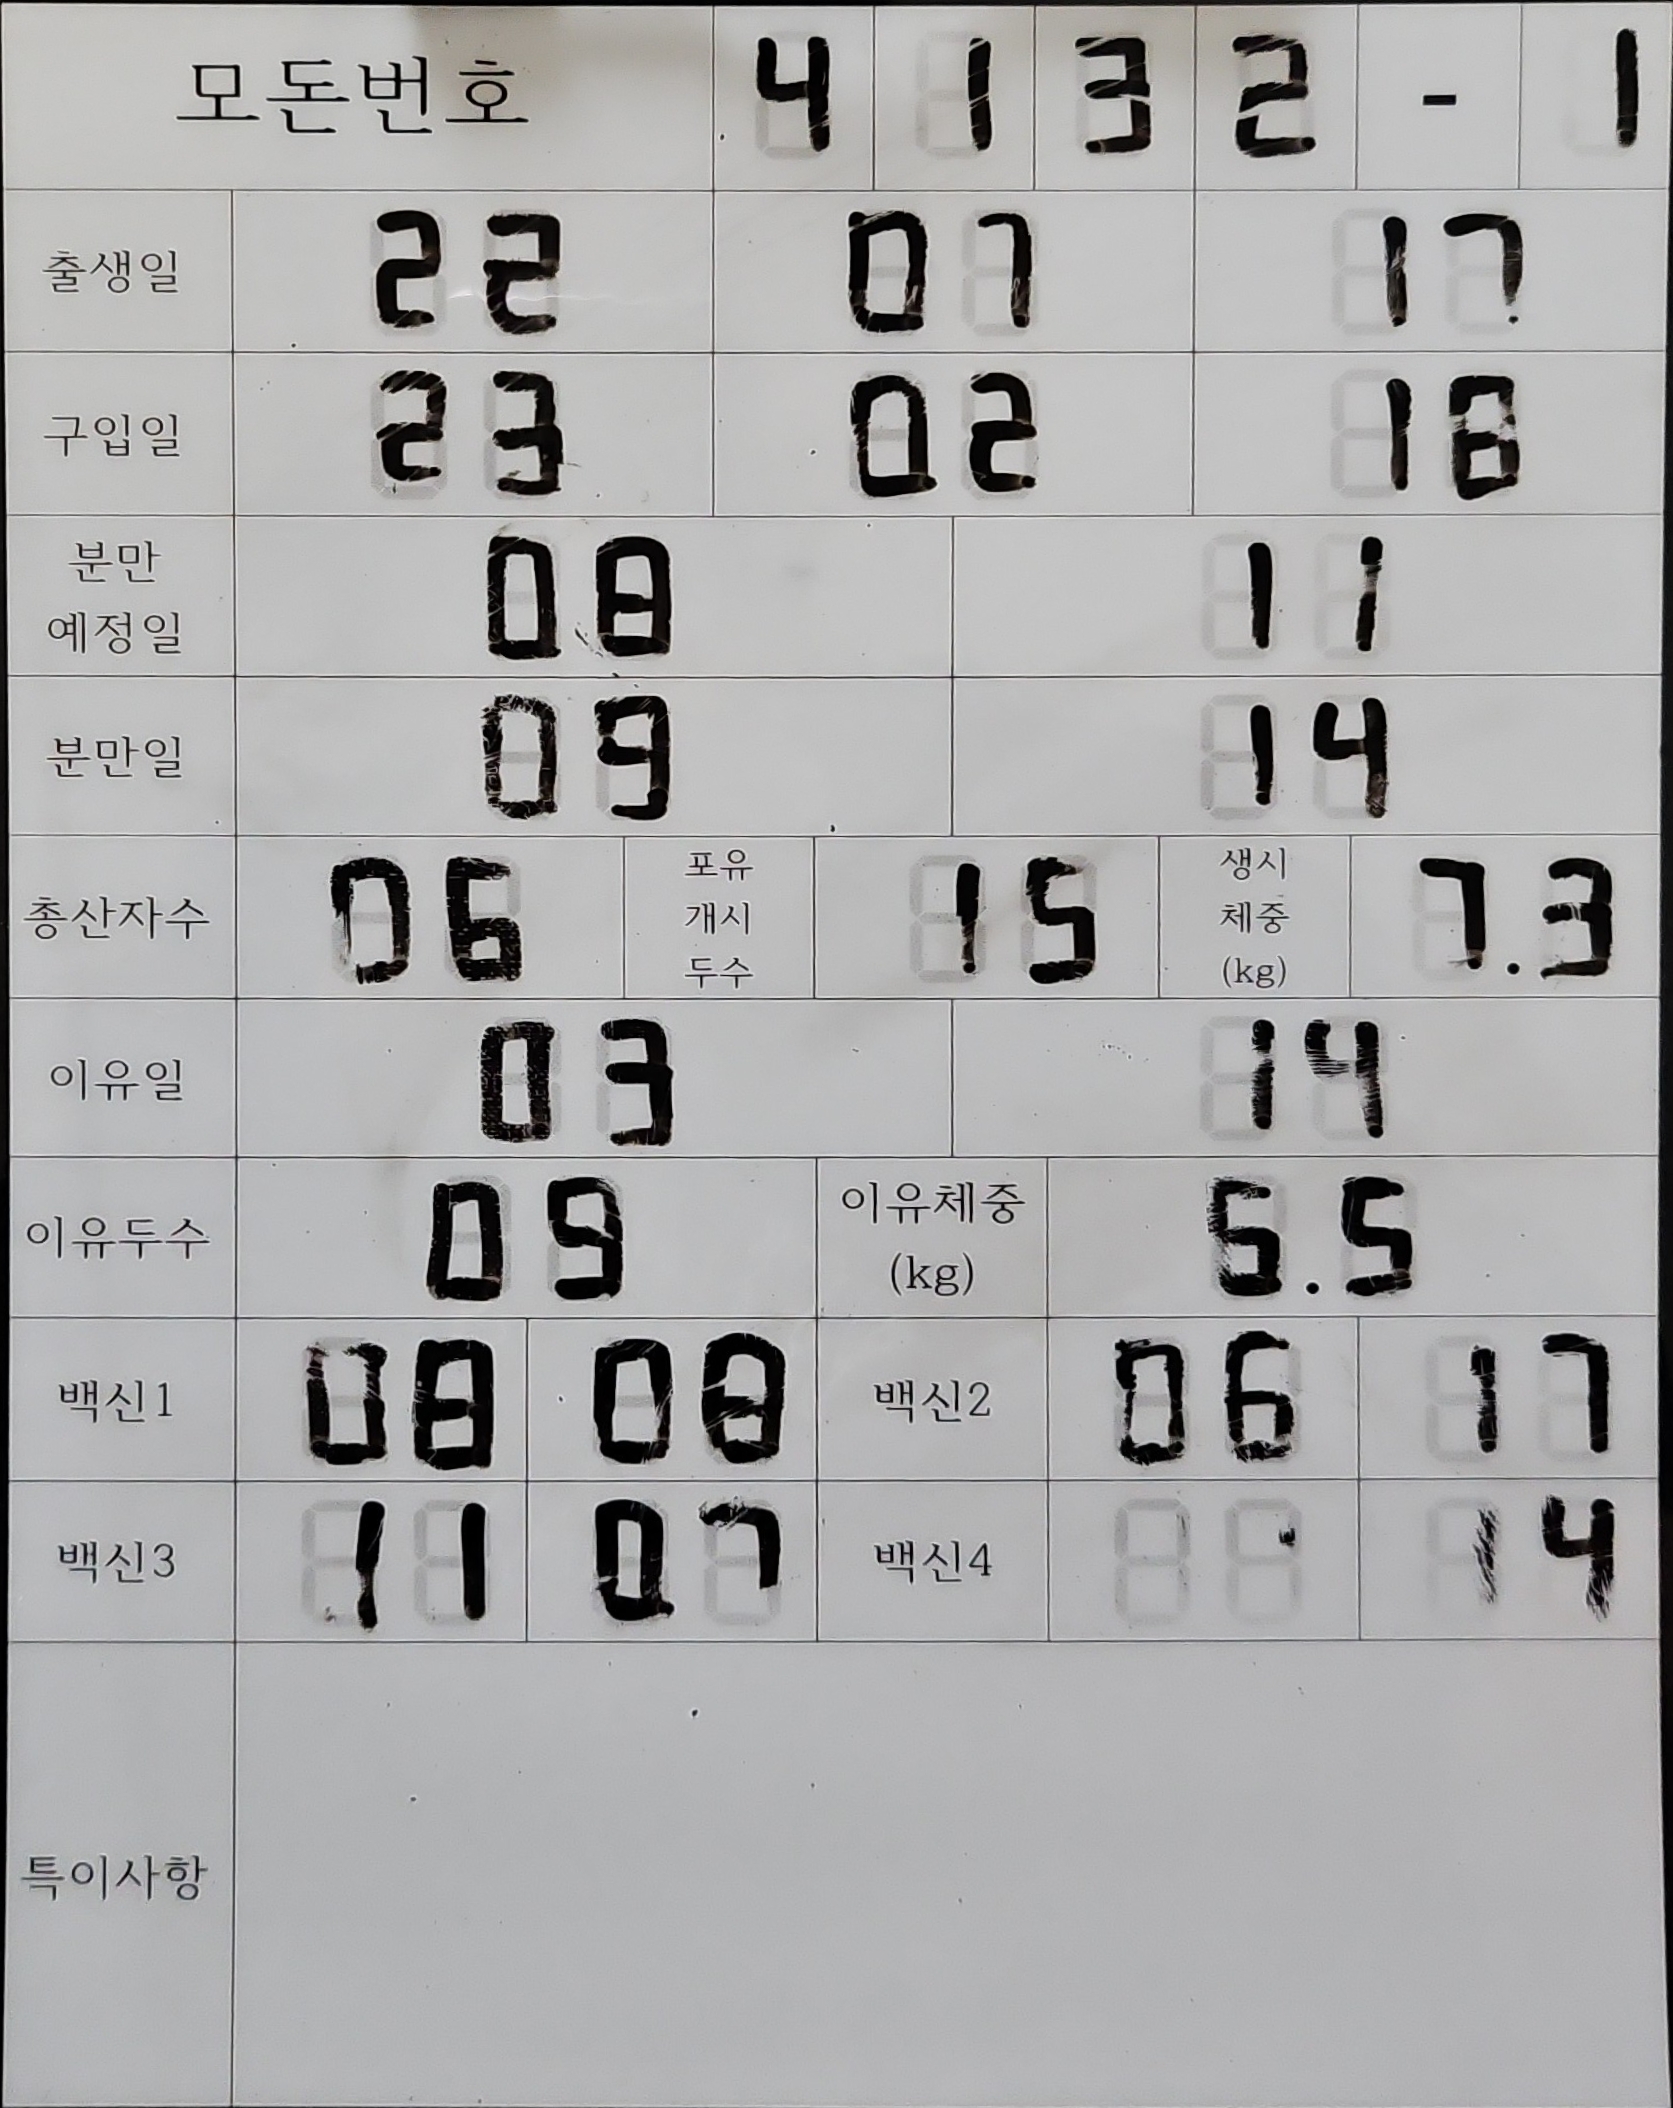 모돈번호 4 1 3 2 - 1
출생일 22 07 17
구입일 23 02 18
분만 예정일 08 11
분만일 09 14
총산자수 06 포유 개시 두수 15 생시 체중 (kg) 7.3
이유일 03 14
이유두수 09 이유체중 (kg) 6.5
백신1 08 08 백신2 06 17
백신3 11 07 백신4 14
특이사항